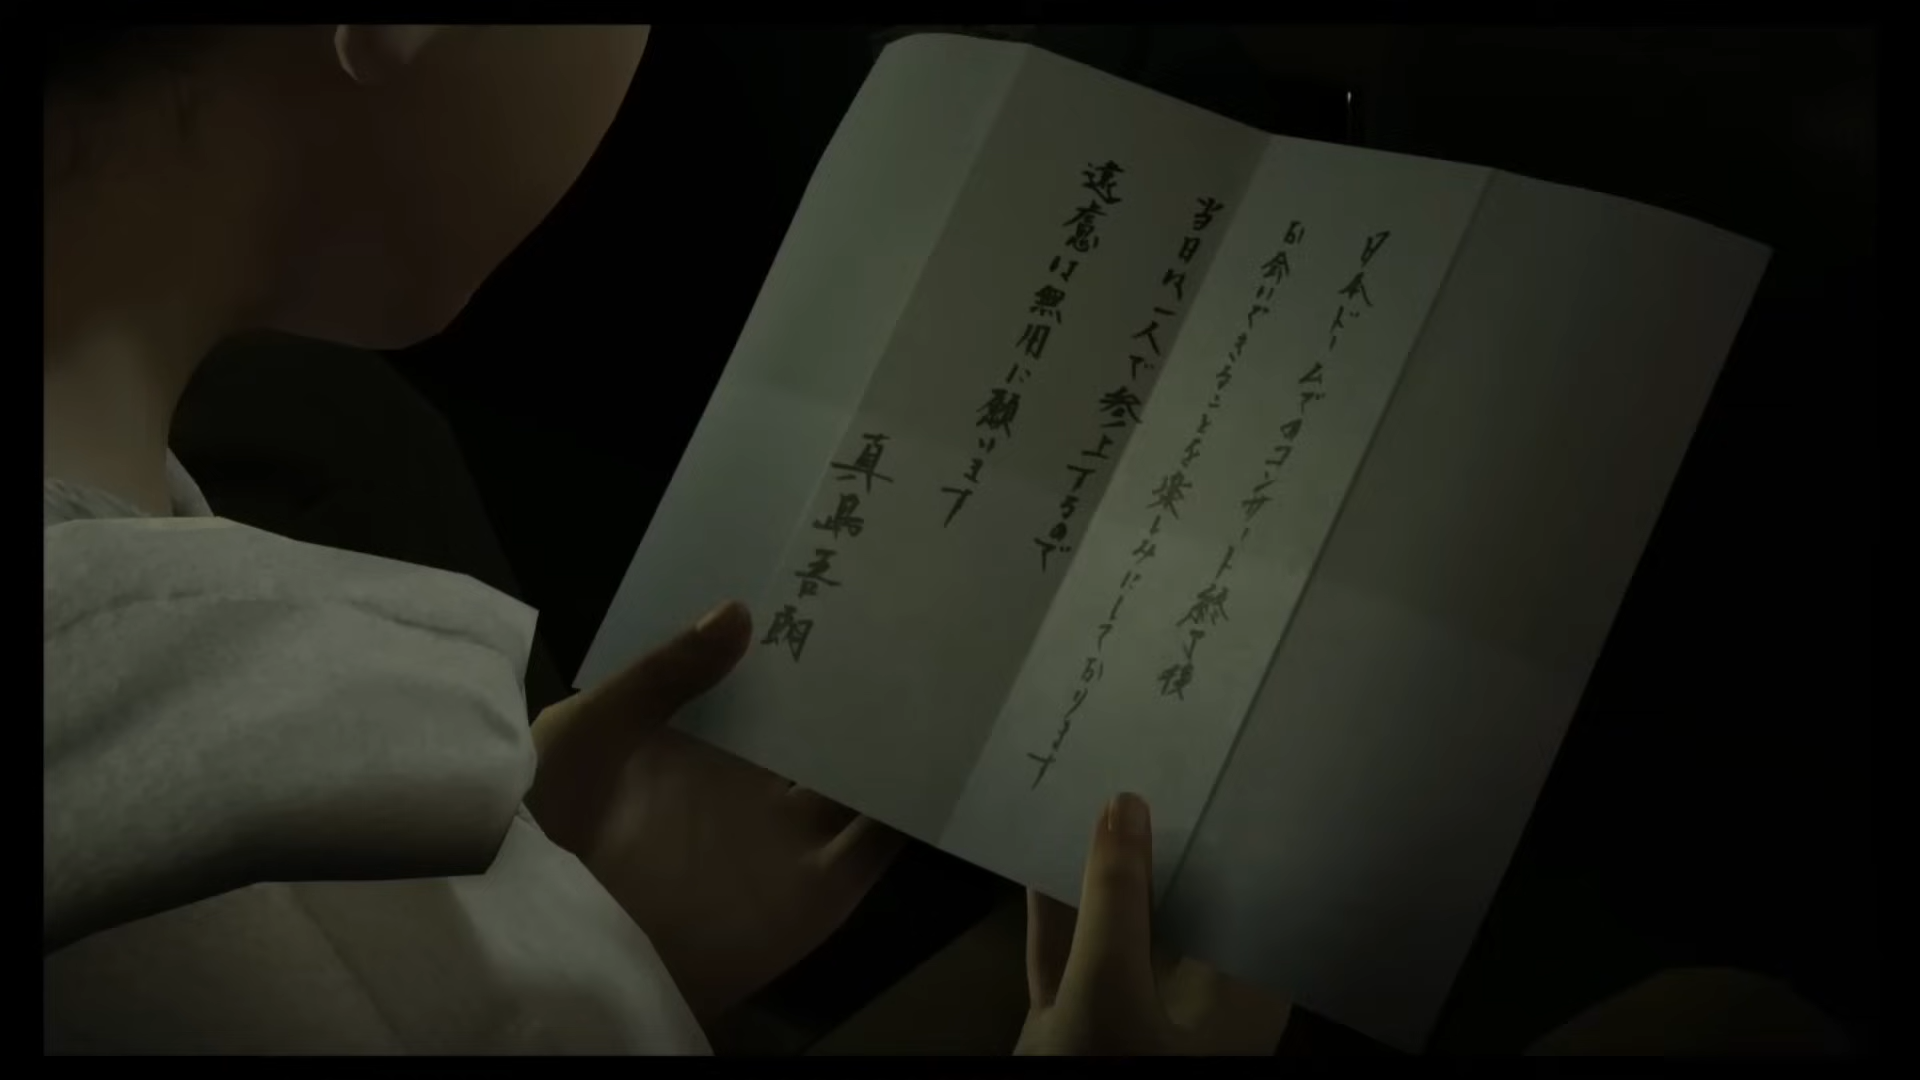 日本ドームでのコンサート終了後
お会いできることを楽しみにしております
当日は一人で参上するので
遠慮は無用に願います
真島吾朗